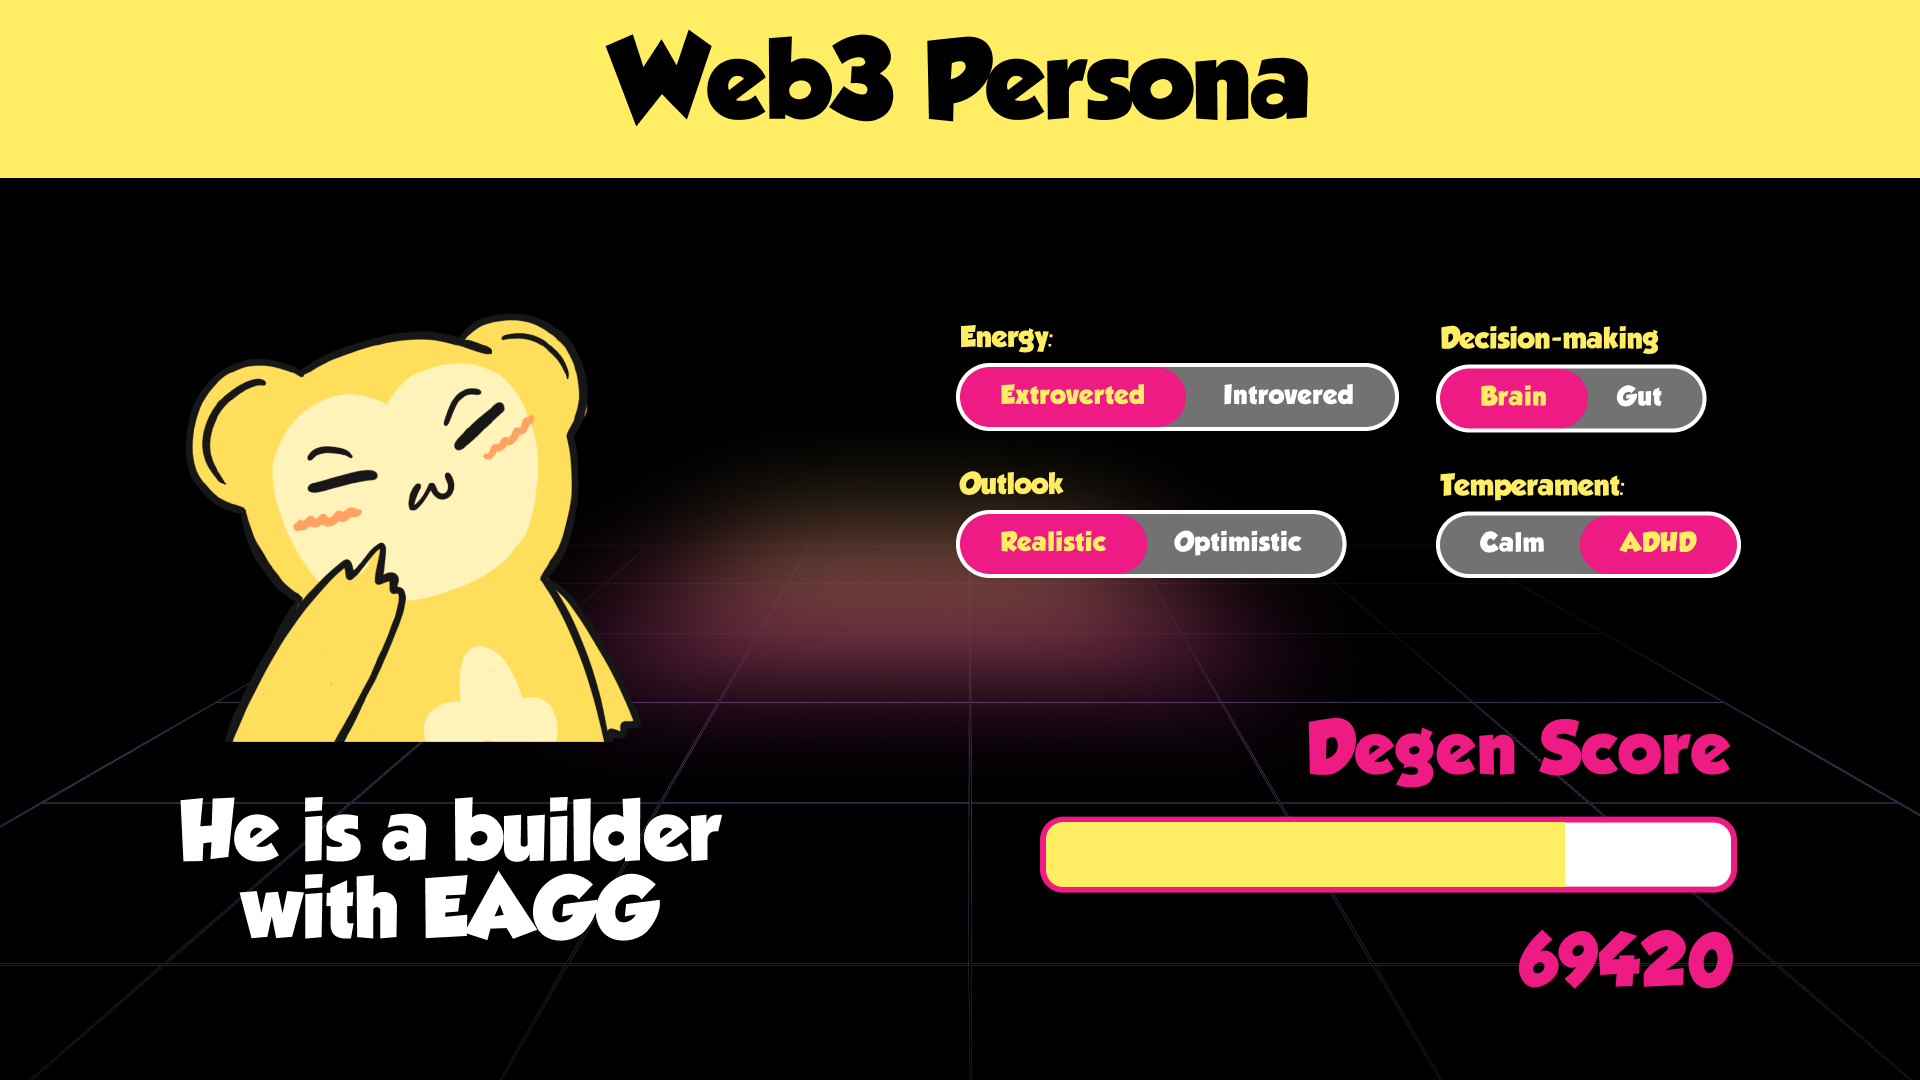 Web3 Persona
Energy:
Extroverted Introvered
Decision-making
Brain Gut
Outlook
Realistic Optimistic
Temperament:
Calm ADHD
He is a builder
with EAGG
Degen Score
69420